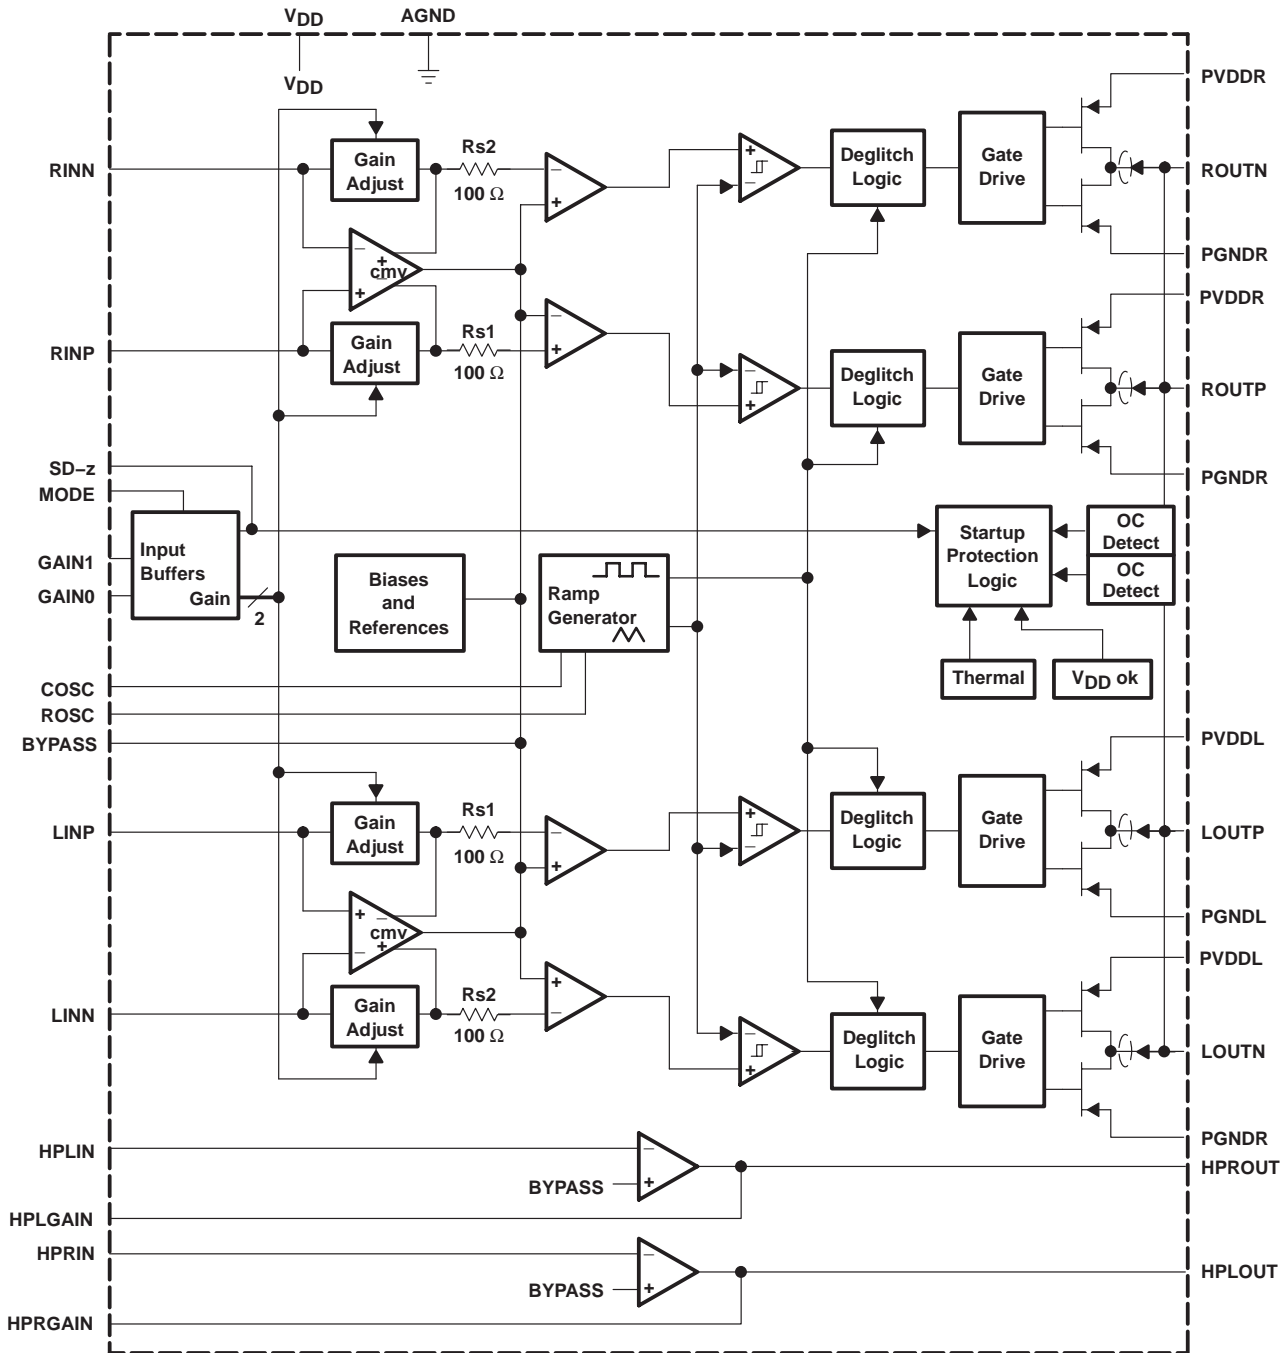 VDD
AGND
VDD
PVDDR
Rs2
RINN
Gain
Adjust
100 Ω
−
+
+
−
Deglitch
Logic
Gate
Drive
ROUTN
−
+
cmv
−
+
PGNDR
PVDDR
Rs1
RINP
Gain
Adjust
100 Ω
−
+
−
+
Deglitch
Logic
Gate
Drive
ROUTP
SD−z
MODE
PGNDR
GAIN1
GAIN0
Input
Buffers
Gain
2
Biases
and
References
Ramp
Generator
Startup
Protection
Logic
OC
Detect
OC
Detect
Thermal
VDD ok
COSC
ROSC
BYPASS
PVDDL
Rs1
LINP
Gain
Adjust
100 Ω
−
+
+
−
Deglitch
Logic
Gate
Drive
LOUTP
+
−
cmv
+
−
PGNDL
PVDDL
Rs2
LINN
Gain
Adjust
100 Ω
+
−
−
+
Deglitch
Logic
Gate
Drive
LOUTN
PGNDR
HPLIN
−
+
BYPASS
HPROUT
HPLGAIN
HPRIN
−
+
BYPASS
HPLOUT
HPRGAIN